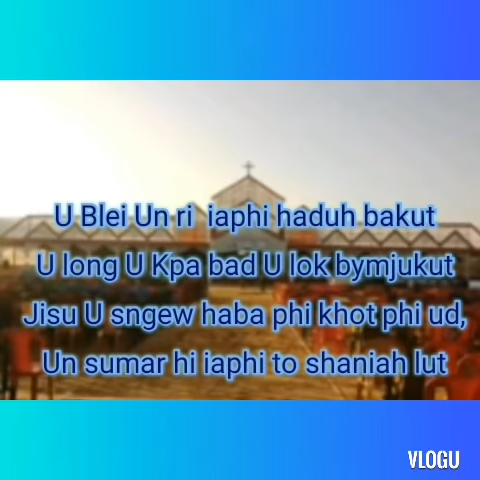 U Blei Un ri iaphi haduh bakut
U long U Kpa bad U lok bymjukut
Jisu U sngew haba phi khot phi ud,
Un sumar hi iaphi to shaniah lut
VLOGU